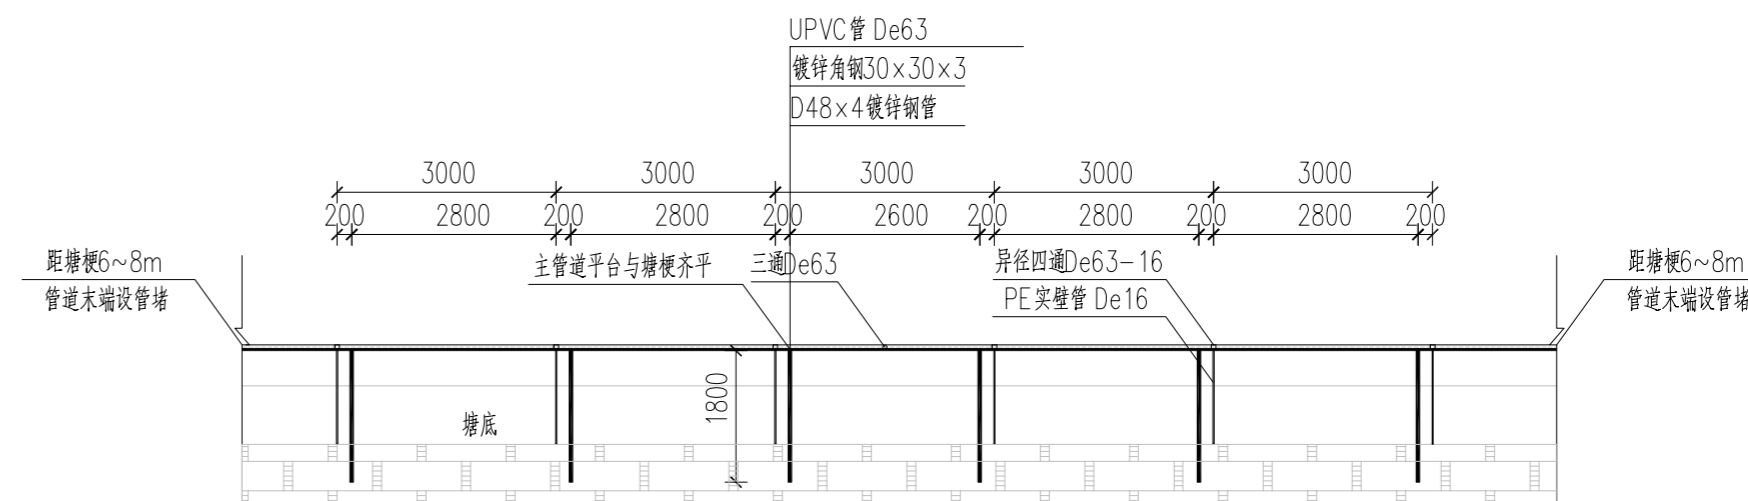 UPVC管 De63
镀锌角钢30×30×3
D48×4镀锌钢管
3000 3000 3000 3000 3000
200 2800 200 2800 200 2600 200 2800 200 2800 200
距塘梗6~8m
管道末端设管堵
主管道平台与塘梗齐平
三通De63
异径四通De63-16
PE实壁管 De16
距塘梗6~8m
管道末端设管堵
1800
塘底